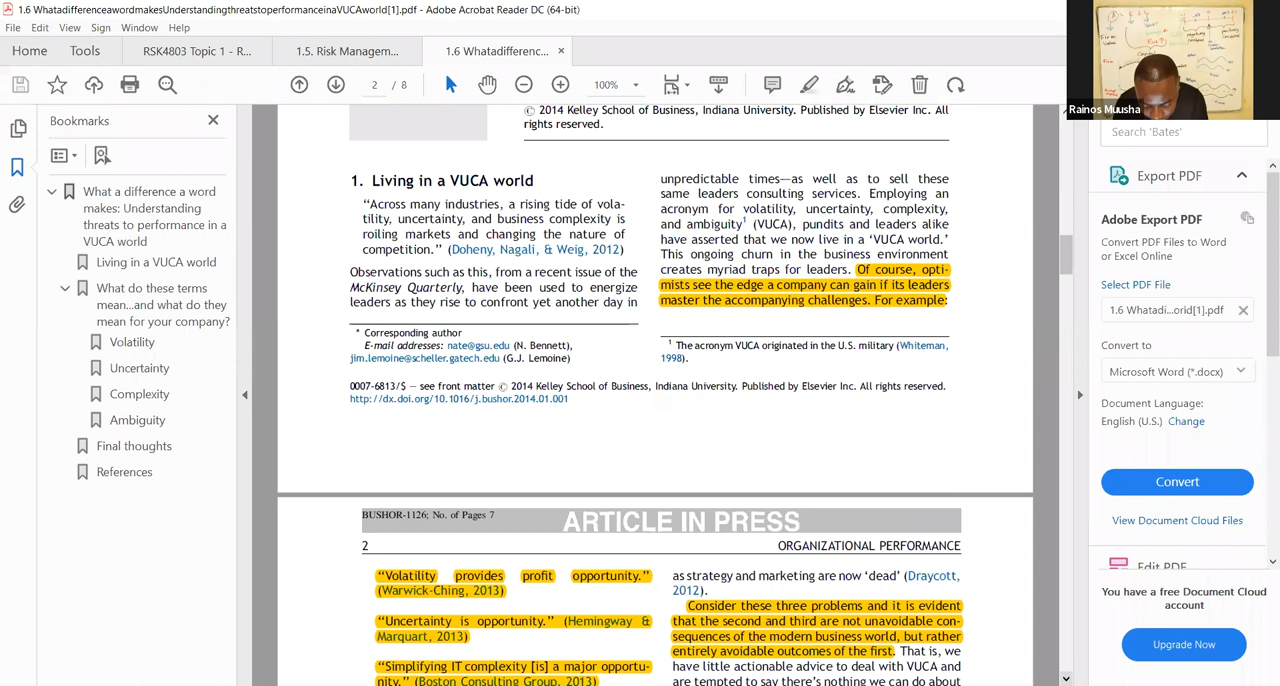 1.6 WhatadifferenceawordmakesUnderstandingthreatstoperformanceinaVUCAworld[1].pdf - Adobe Acrobat Reader DC (64-bit)
File Edit View Sign Window Help
Home Tools RSK4803 Topic 1 - R... 1.5. Risk Managem... 1.6 Whatadifferenc... ×
2 / 8 100%
Rainos Muusha
Bookmarks
What a difference a word
makes: Understanding
threats to performance in a
VUCA world
Living in a VUCA world
What do these terms
mean...and what do they
mean for your company?
Volatility
Uncertainty
Complexity
Ambiguity
Final thoughts
References
© 2014 Kelley School of Business, Indiana University. Published by Elsevier Inc. All
rights reserved.
1. Living in a VUCA world
“Across many industries, a rising tide of vola-
tility, uncertainty, and business complexity is
roiling markets and changing the nature of
competition.” (Doheny, Nagali, & Weig, 2012)
Observations such as this, from a recent issue of the
McKinsey Quarterly, have been used to energize
leaders as they rise to confront yet another day in
* Corresponding author
E-mail addresses: nate@gsu.edu (N. Bennett),
jim.lemoine@scheller.gatech.edu (G.J. Lemoine)
unpredictable times—as well as to sell these
same leaders consulting services. Employing an
acronym for volatility, uncertainty, complexity,
and ambiguity1 (VUCA), pundits and leaders alike
have asserted that we now live in a ‘VUCA world.’
This ongoing churn in the business environment
creates myriad traps for leaders. Of course, opti-
mists see the edge a company can gain if its leaders
master the accompanying challenges. For example:
1 The acronym VUCA originated in the U.S. military (Whiteman,
1998).
0007-6813/$ — see front matter © 2014 Kelley School of Business, Indiana University. Published by Elsevier Inc. All rights reserved.
http://dx.doi.org/10.1016/j.bushor.2014.01.001
BUSHOR-1126; No. of Pages 7
ARTICLE IN PRESS
2 ORGANIZATIONAL PERFORMANCE
“Volatility provides profit opportunity.”
(Warwick-Ching, 2013)
“Uncertainty is opportunity.” (Hemingway &
Marquart, 2013)
“Simplifying IT complexity [is] a major opportu-
nity.” (Boston Consulting Group, 2013)
as strategy and marketing are now ‘dead’ (Draycott,
2012).
Consider these three problems and it is evident
that the second and third are not unavoidable con-
sequences of the modern business world, but rather
entirely avoidable outcomes of the first. That is, we
have little actionable advice to deal with VUCA and
are tempted to say there’s nothing we can do about
Search 'Bates'
Export PDF
Adobe Export PDF
Convert PDF Files to Word
or Excel Online
Select PDF File
1.6 Whatadi...orld[1].pdf
Convert to
Microsoft Word (*.docx)
Document Language:
English (U.S.) Change
Convert
View Document Cloud Files
Edit PDF
You have a free Document Cloud
account
Upgrade Now